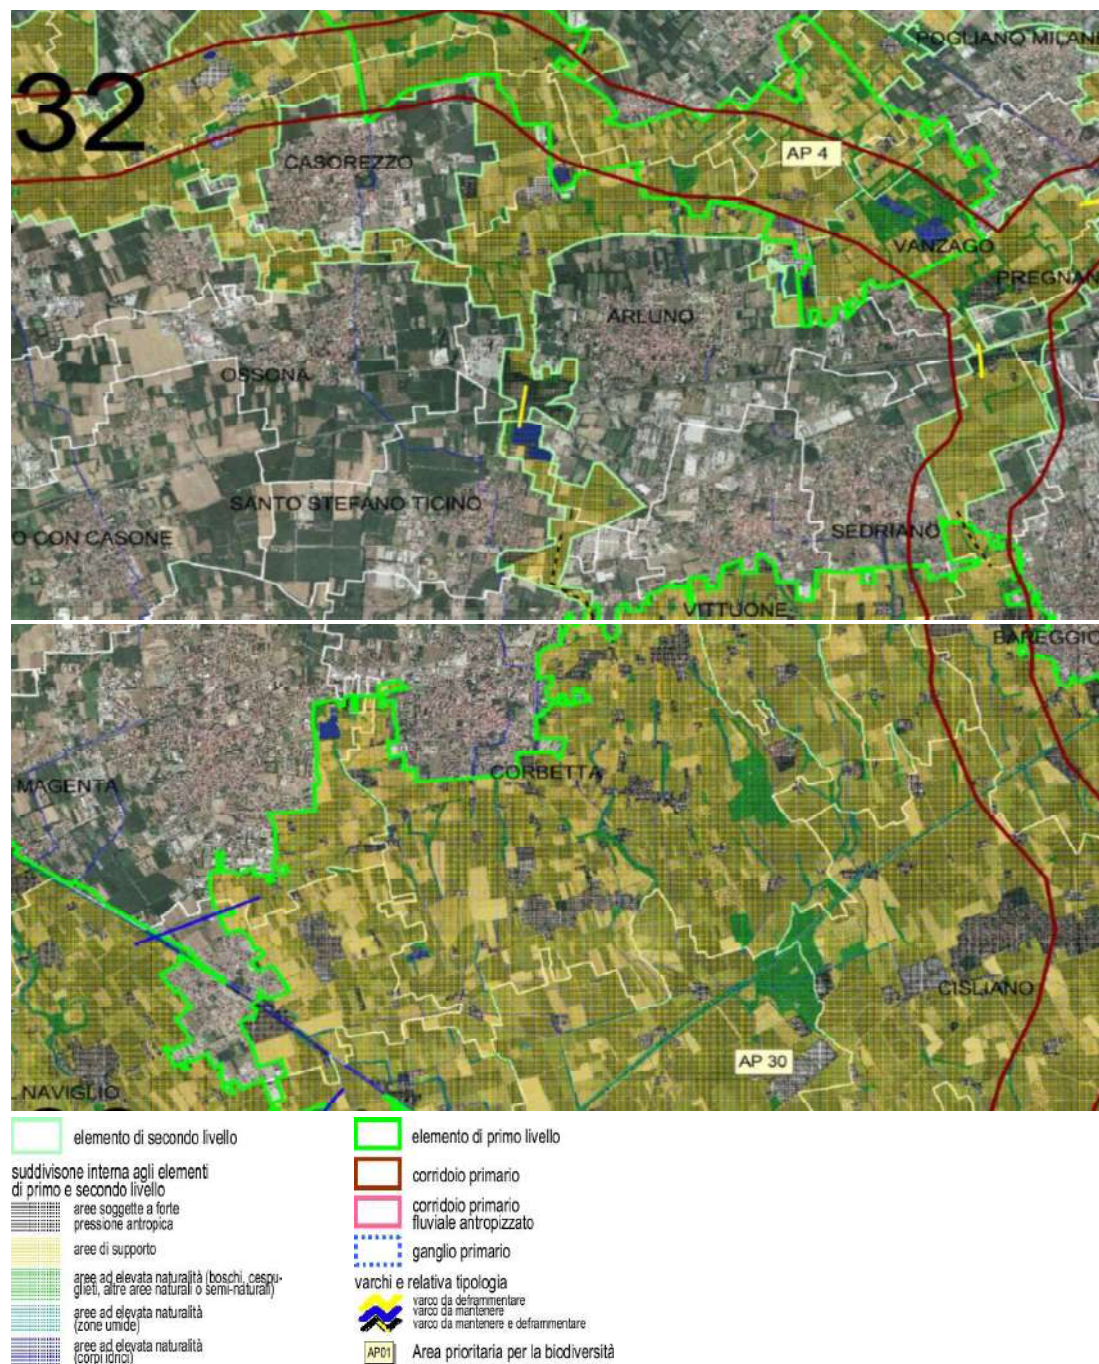 POGLIANO MILAN
32
CASOREZZO
AP 4
VANZAGO
PREGNAN
ARLUNO
OSSONA
SANTO STEFANO TICINO
O CON CASONE
SEDRIANO
VITTUONE
BAREGGIO
MAGENTA
CORBETTA
CISLIANO
AP 30
NAVIGLIO
elemento di secondo livello
suddivisone interna agli elementi
di primo e secondo livello
aree soggette a forte
pressione antropica
aree di supporto
aree ad elevata naturalità (boschi, cespu-
glieti, altre aree naturali o semi-naturali)
aree ad elevata naturalità
(zone umide)
aree ad elevata naturalità
(corpi idrici)
elemento di primo livello
corridoio primario
corridoio primario
fluviale antropizzato
ganglio primario
varchi e relativa tipologia
varco da deframmentare
varco da mantenere
varco da mantenere e deframmentare
AP01 Area prioritaria per la biodiversità